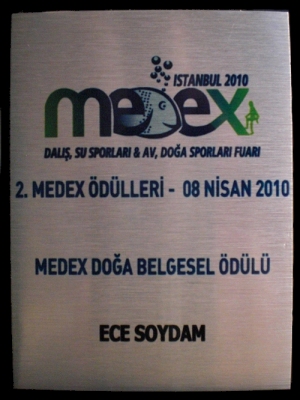 İSTANBUL 2010
medex
DALIŞ, SU SPORLARI & AV, DOĞA SPORLARI FUARI
2. MEDEX ÖDÜLLERİ - 08 NİSAN 2010
MEDEX DOĞA BELGESEL ÖDÜLÜ
ECE SOYDAM